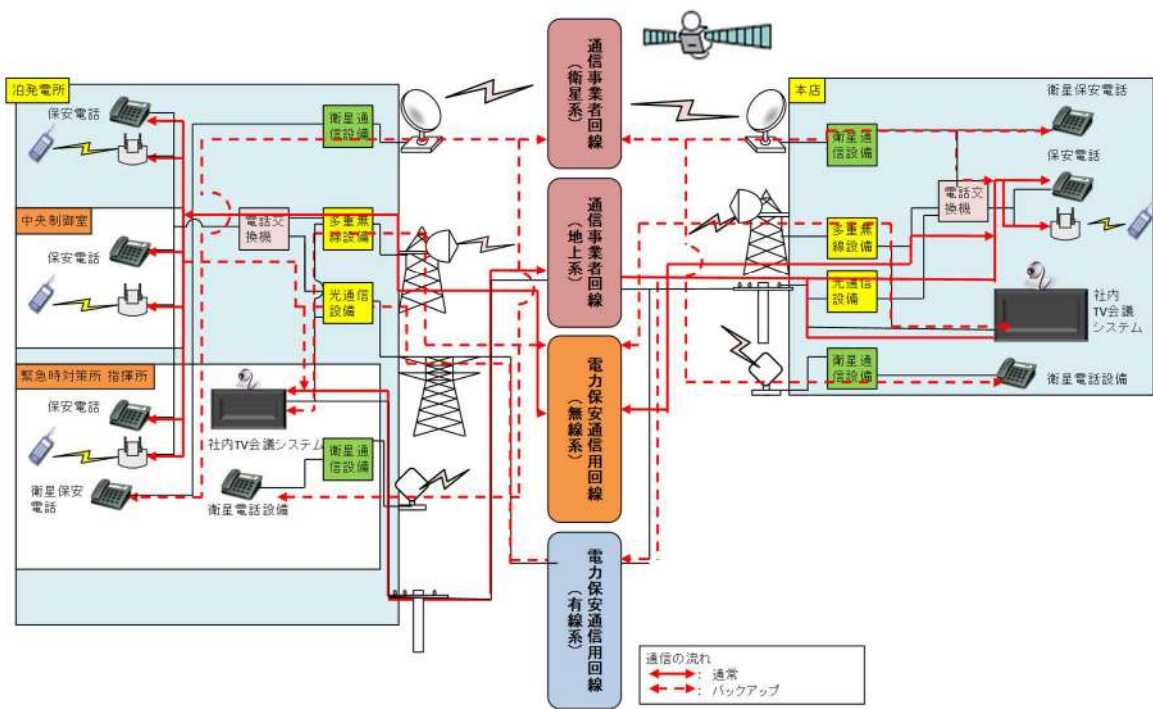 泊発電所
保安電話
中央制御室
保安電話
緊急時対策所 指揮所
保安電話
衛星保安
電話
社内TV会議システム
衛星電話設備
電話交
換機
衛星通
信設備
多重無
線設備
光通信
設備
衛星通
信設備
通信事業者回線
（衛星系）
通信事業者回線
（地上系）
電力保安通信用回線
（無線系）
電力保安通信用回線
（有線系）
本店
衛星保安電話
保安電話
衛星通
信設備
電話交
換機
多重無
線設備
光通信
設備
社内
TV会議
システム
衛星通
信設備
衛星電話設備
通信の流れ
： 通常
： バックアップ